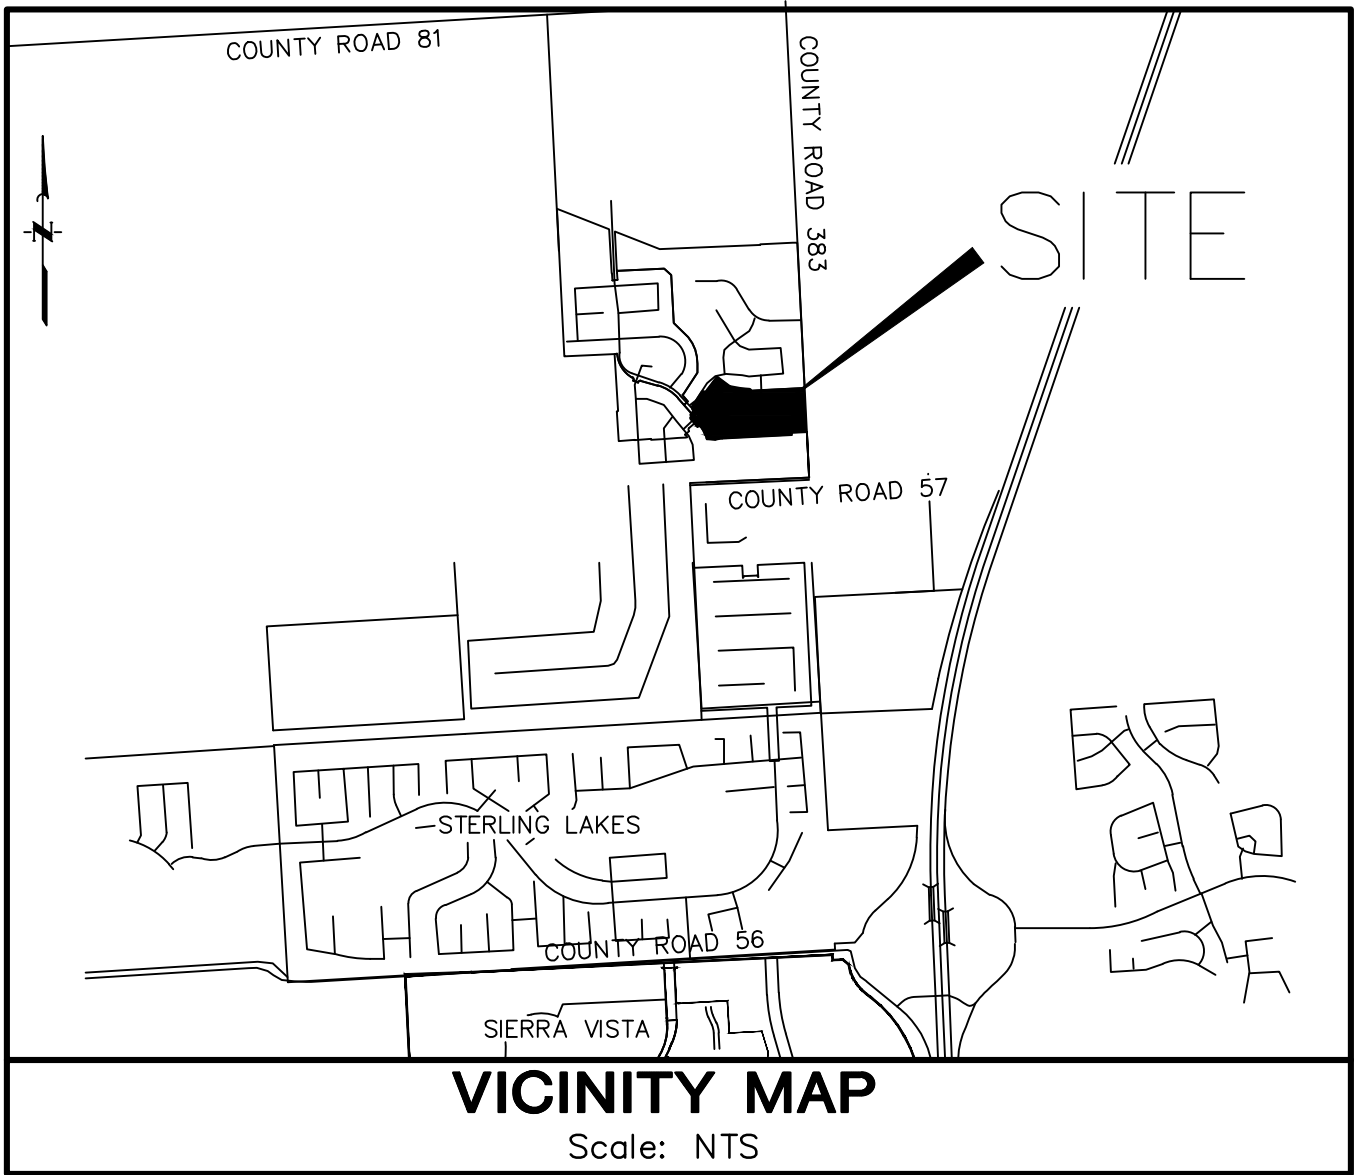 COUNTY ROAD 81
COUNTY ROAD 383
N
SITE
COUNTY ROAD 57
STERLING LAKES
COUNTY ROAD 56
SIERRA VISTA
VICINITY MAP
Scale: NTS